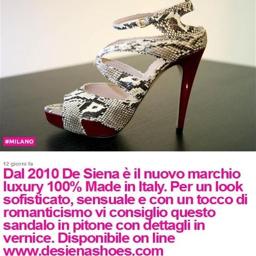 #MILANO
12 giorni fa
Dal 2010 De Siena è il nuovo marchio
luxury 100% Made in Italy. Per un look
sofisticato, sensuale e con un tocco di
romanticismo vi consiglio questo
sandalo in pitone con dettagli in
vernice. Disponibile on line
www.desienashoes.com